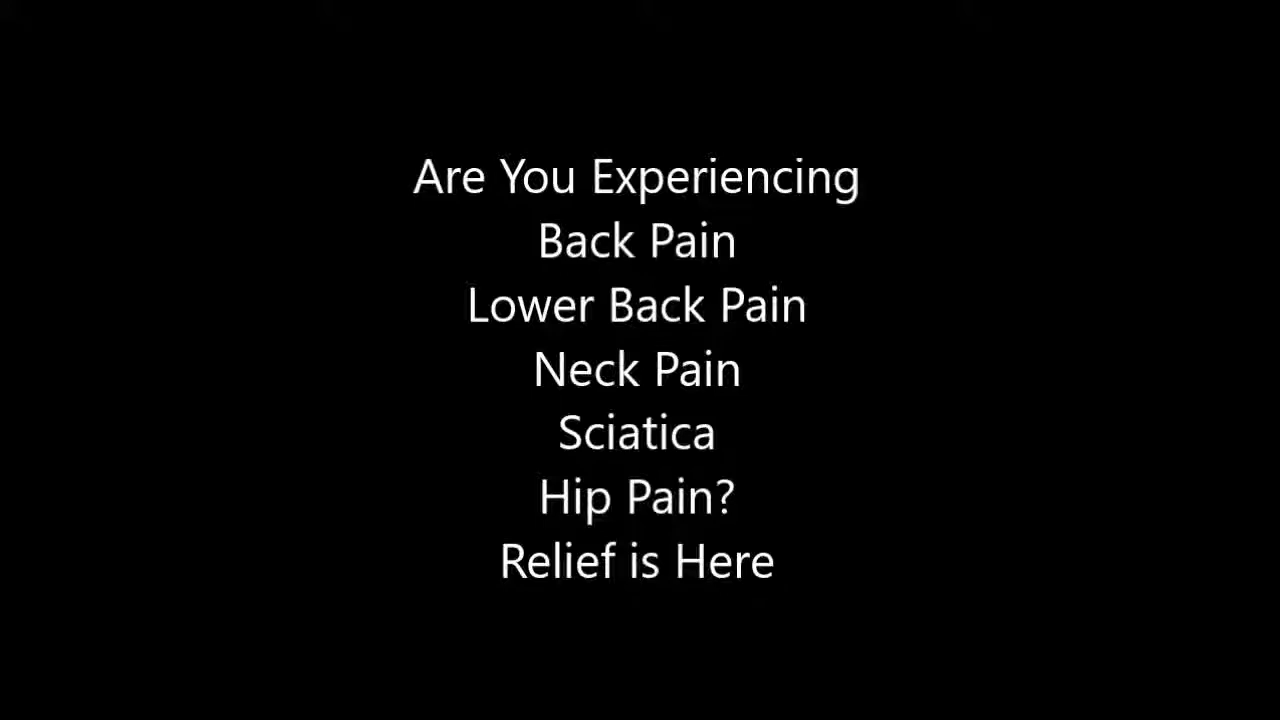 Are You Experiencing
Back Pain
Lower Back Pain
Neck Pain
Sciatica
Hip Pain?
Relief is Here